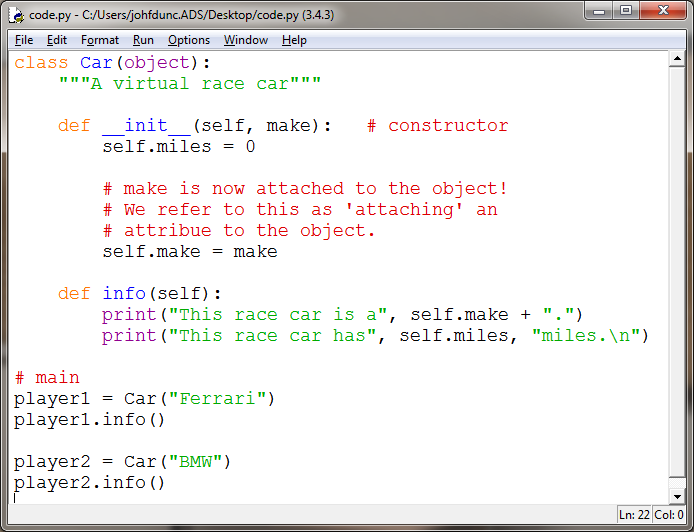 code.py - C:/Users/johfdunc.ADS/Desktop/code.py (3.4.3)
File Edit Format Run Options Window Help
class Car(object):
    """A virtual race car"""

    def __init__(self, make):   # constructor
        self.miles = 0

        # make is now attached to the object!
        # We refer to this as 'attaching' an
        # attribue to the object.
        self.make = make

    def info(self):
        print("This race car is a", self.make + ".")
        print("This race car has", self.miles, "miles.\n")

# main
player1 = Car("Ferrari")
player1.info()

player2 = Car("BMW")
player2.info()
Ln: 22 Col: 0